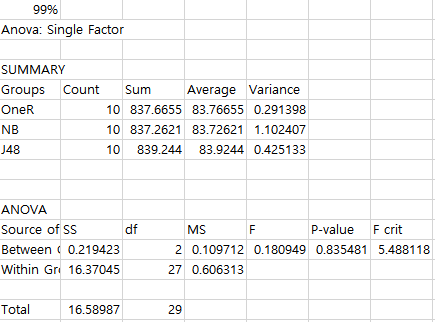 99%
Anova: Single Factor
SUMMARY
Groups Count Sum Average Variance
OneR 10 837.6655 83.76655 0.291398
NB 10 837.2621 83.72621 1.102407
J48 10 839.244 83.9244 0.425133
ANOVA
Source of SS df MS F P-value F crit
Between 0.219423 2 0.109712 0.180949 0.835481 5.488118
Within Gr 16.37045 27 0.606313
Total 16.58987 29